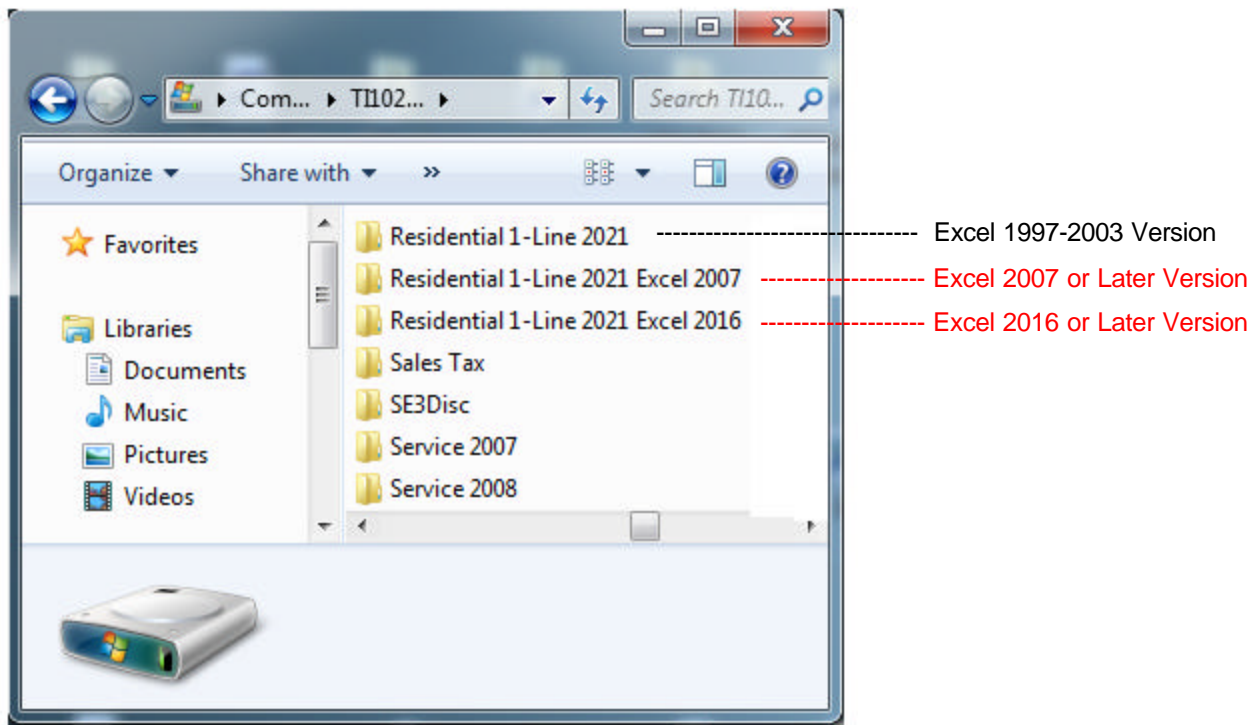 Com... TI102... Search TI10...
Organize Share with »
Favorites
Libraries
Documents
Music
Pictures
Videos
Residential 1-Line 2021 -------------------------------- Excel 1997-2003 Version
Residential 1-Line 2021 Excel 2007 -------------------- Excel 2007 or Later Version
Residential 1-Line 2021 Excel 2016 -------------------- Excel 2016 or Later Version
Sales Tax
SE3Disc
Service 2007
Service 2008